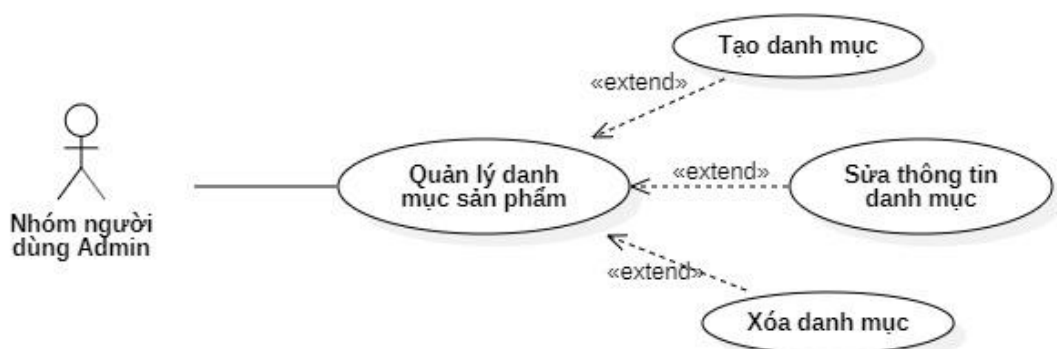 Tạo danh mục
«extend»
Quản lý danh
mục sản phẩm
«extend»
Sửa thông tin
danh mục
Nhóm người
dùng Admin
«extend»
Xóa danh mục